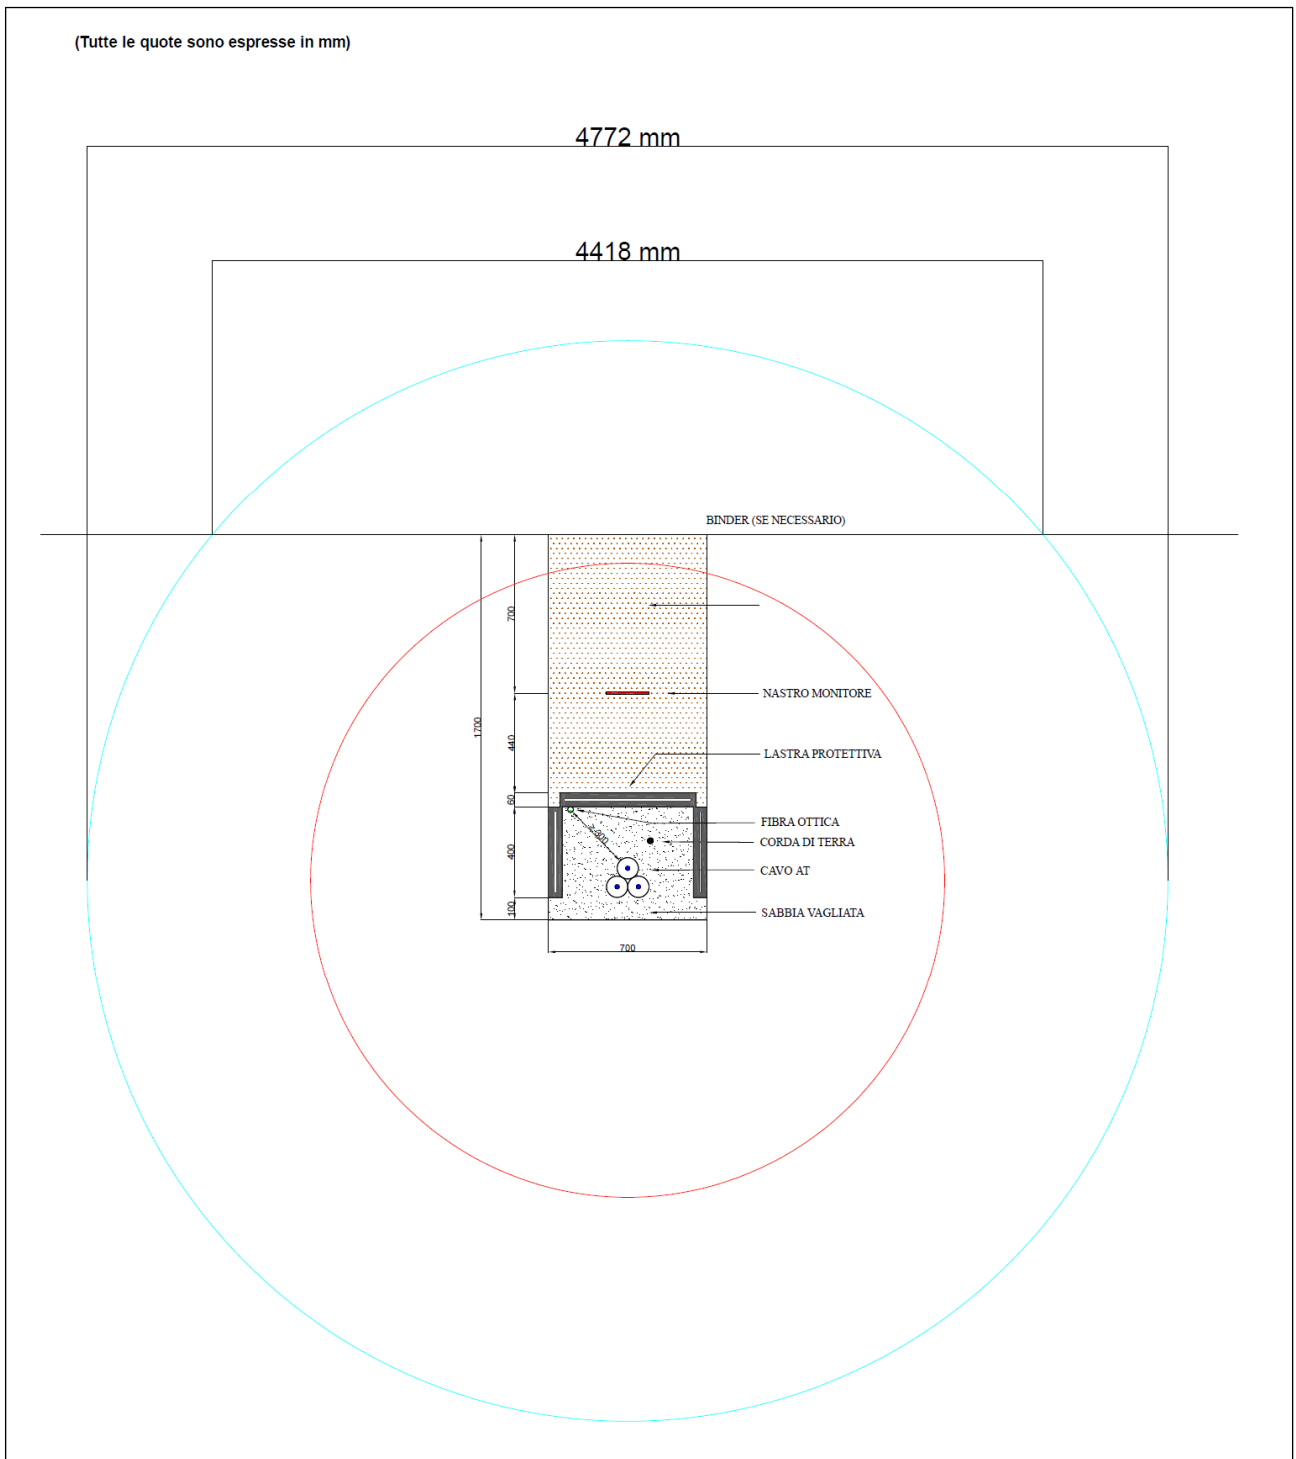 (Tutte le quote sono espresse in mm)
4772 mm
4418 mm
BINDER (SE NECESSARIO)
700
NASTRO MONITORE
1700
440
LASTRA PROTETTIVA
60
FIBRA OTTICA
≥300
CORDA DI TERRA
400
CAVO AT
100
SABBIA VAGLIATA
700